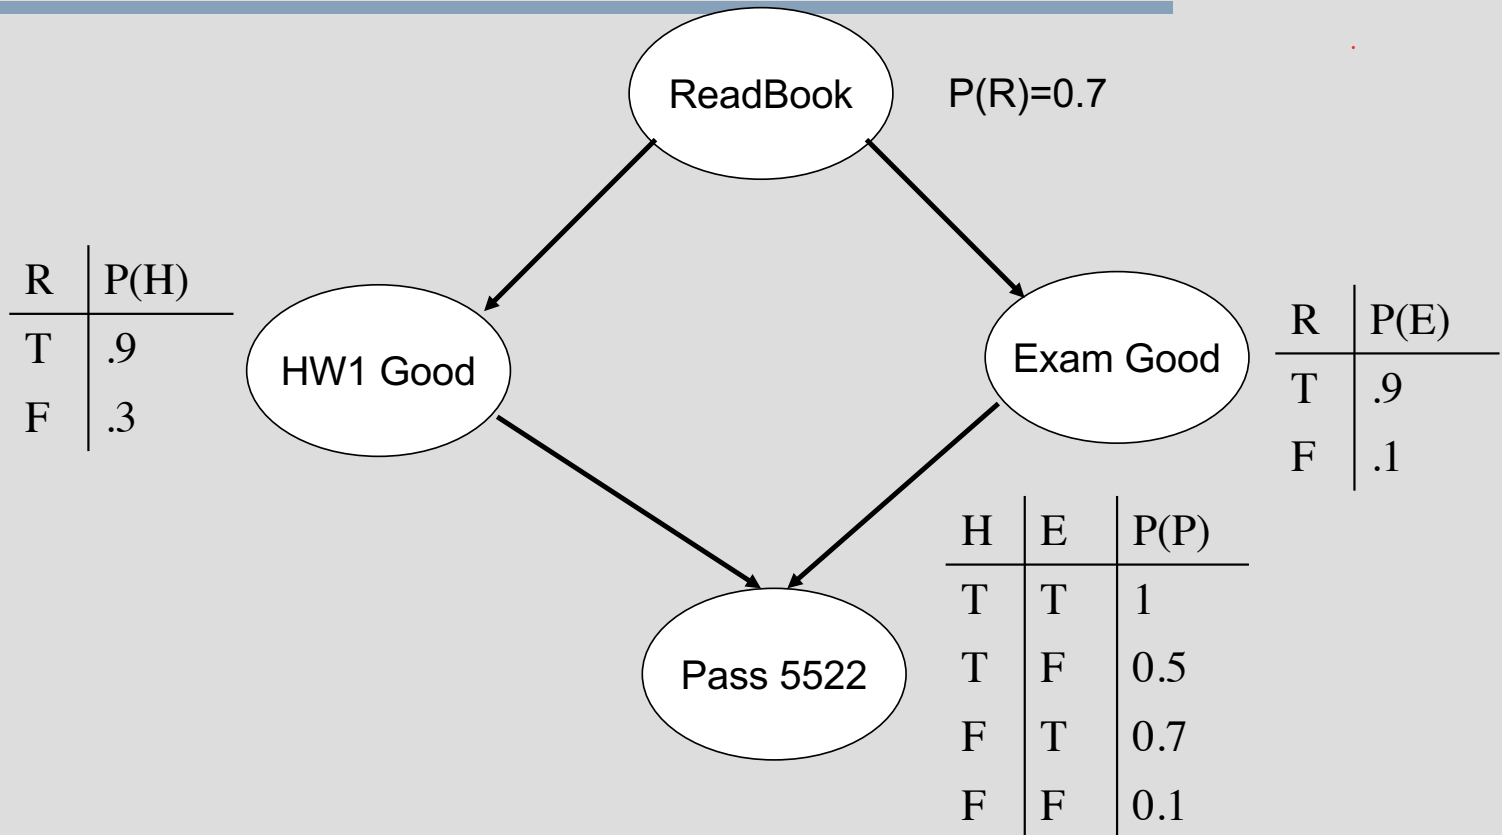 ReadBook
P(R)=0.7
R P(H)
T .9
F .3
HW1 Good
Exam Good
R P(E)
T .9
F .1
Pass 5522
H E P(P)
T T 1
T F 0.5
F T 0.7
F F 0.1